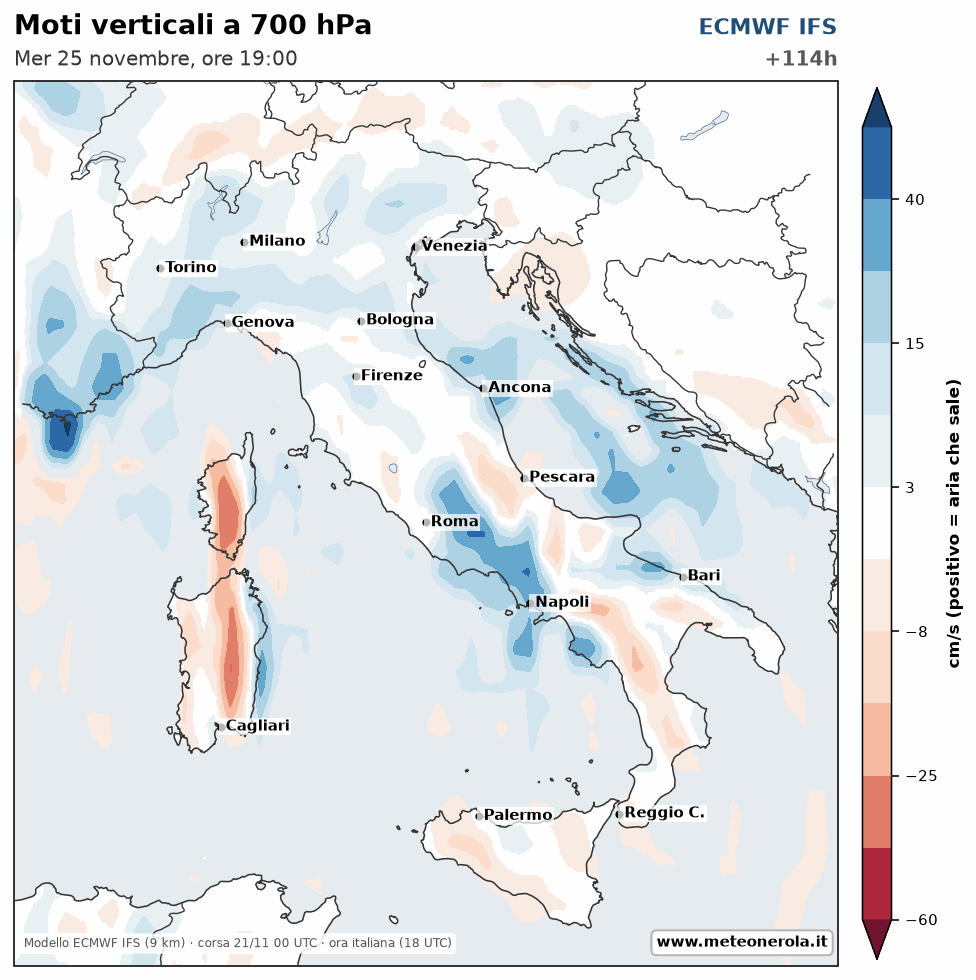 Moti verticali a 700 hPa
ECMWF IFS
Mer 25 novembre, ore 19:00
+114h
Milano
Venezia
Torino
Genova
Bologna
Firenze
Ancona
Pescara
Roma
Bari
Napoli
Cagliari
Palermo
Reggio C.
40
15
3
−8
−25
−60
cm/s (positivo = aria che sale)
Modello ECMWF IFS (9 km) · corsa 21/11 00 UTC · ora italiana (18 UTC)
www.meteonerola.it